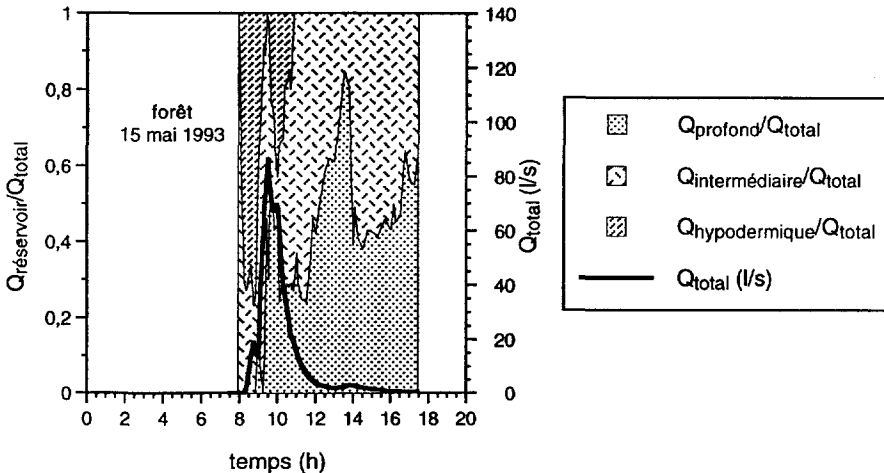 forêt
15 mai 1993
Qréservoir/Qtotal
1
0,8
0,6
0,4
0,2
0
140
120
100
80
60
40
20
0
Qtotal (l/s)
0 2 4 6 8 10 12 14 16 18 20
temps (h)
Qprofond/Qtotal
Qintermédiaire/Qtotal
Qhypodermique/Qtotal
Qtotal (l/s)